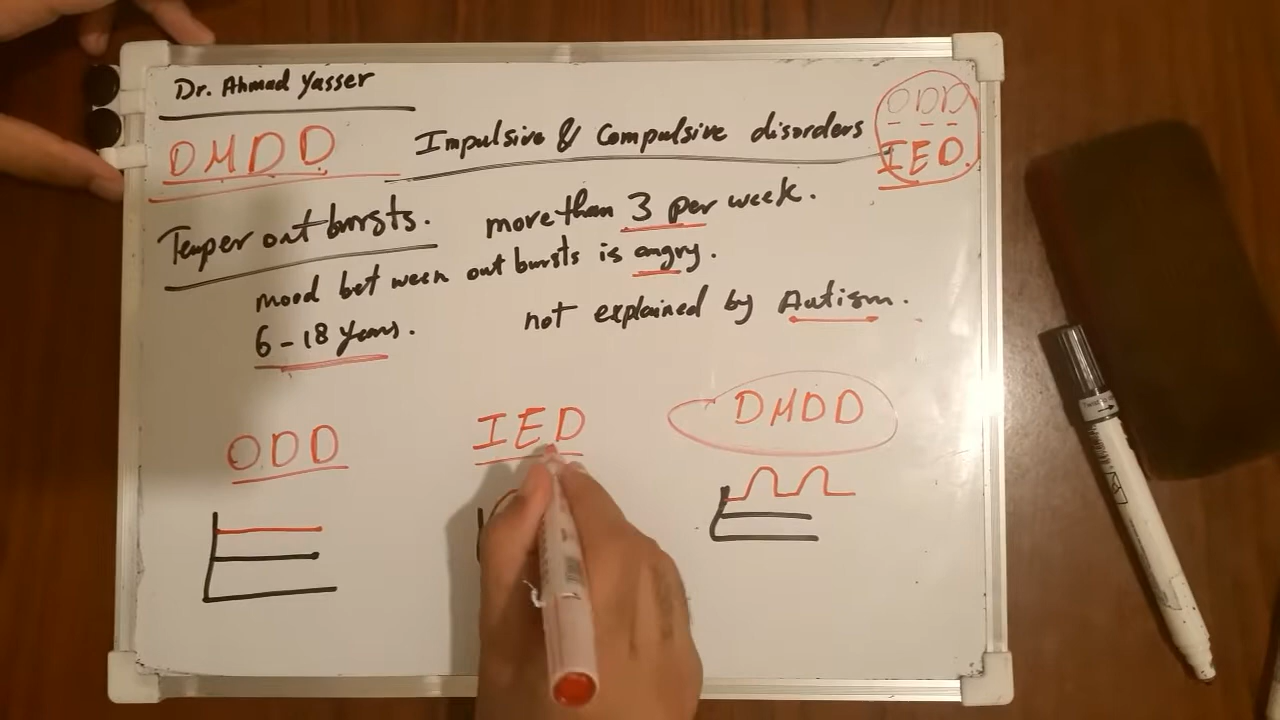 Dr. Ahmad Yasser
DMDD
Impulsive & Compulsive disorders
ODD
IED.
Temper outbursts.
more than 3 per week.
mood between outbursts is angry.
6-18 years.
not explained by Autism.
ODD
IED
DMDD